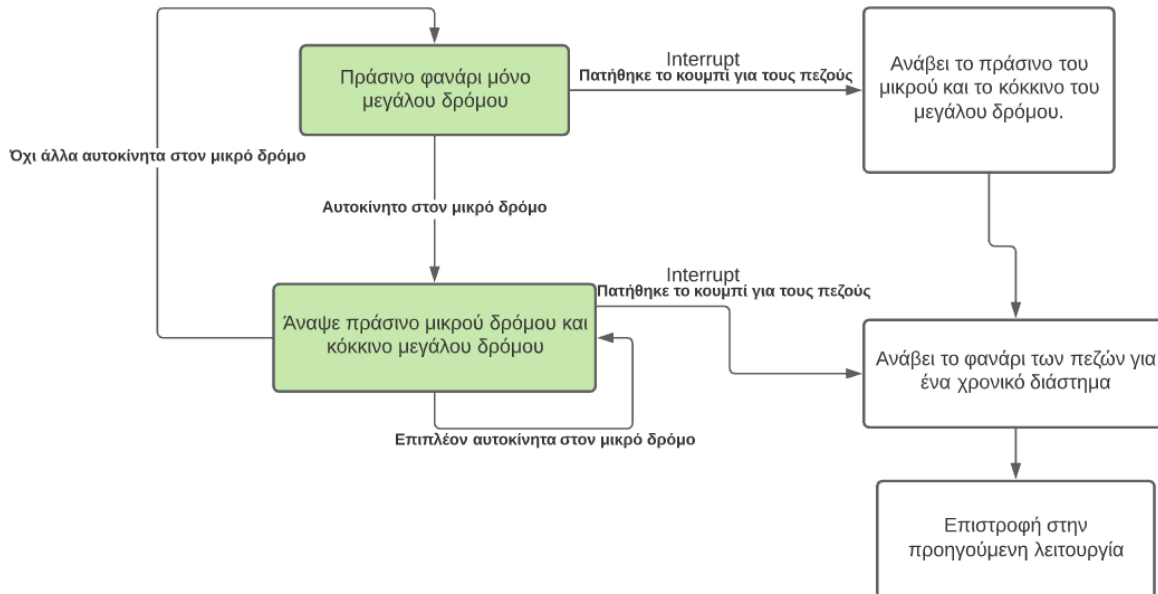 Πράσινο φανάρι μόνο
μεγάλου δρόμου
Interrupt
Πατήθηκε το κουμπι για τους πεζούς
Ανάβει το πράσινο του
μικρού και το κόκκινο του
μεγάλου δρόμου.
Όχι άλλα αυτοκίνητα στον μικρό δρόμο
Αυτοκίνητο στον μικρό δρόμο
Interrupt
Πατήθηκε το κουμπί για τους πεζούς
Άναψε πράσινο μικρού δρόμου και
κόκκινο μεγάλου δρόμου
Ανάβει το φανάρι των πεζών για
ένα χρονικό διάστημα
Επιπλέον αυτοκίνητα στον μικρό δρόμο
Επιστροφή στην
προηγούμενη λειτουργία